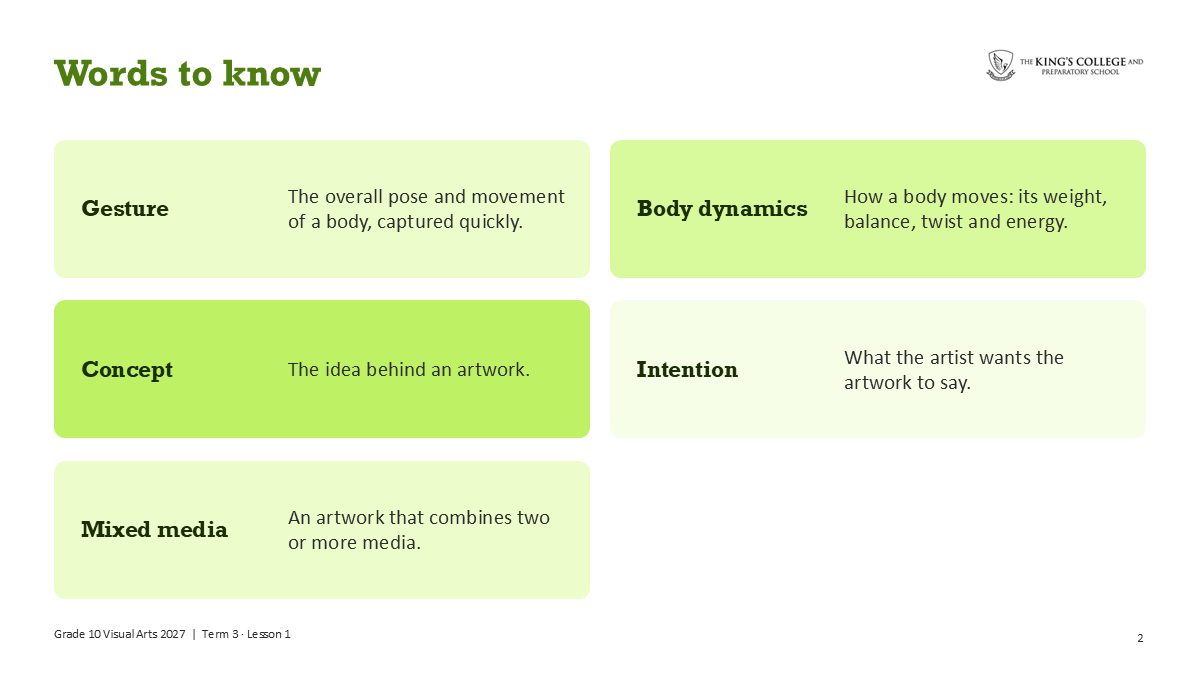 Words to know
THE KING'S COLLEGE AND
PREPARATORY SCHOOL
Gesture
The overall pose and movement
of a body, captured quickly.
Body dynamics
How a body moves: its weight,
balance, twist and energy.
Concept
The idea behind an artwork.
Intention
What the artist wants the
artwork to say.
Mixed media
An artwork that combines two
or more media.
Grade 10 Visual Arts 2027 | Term 3 · Lesson 1
2